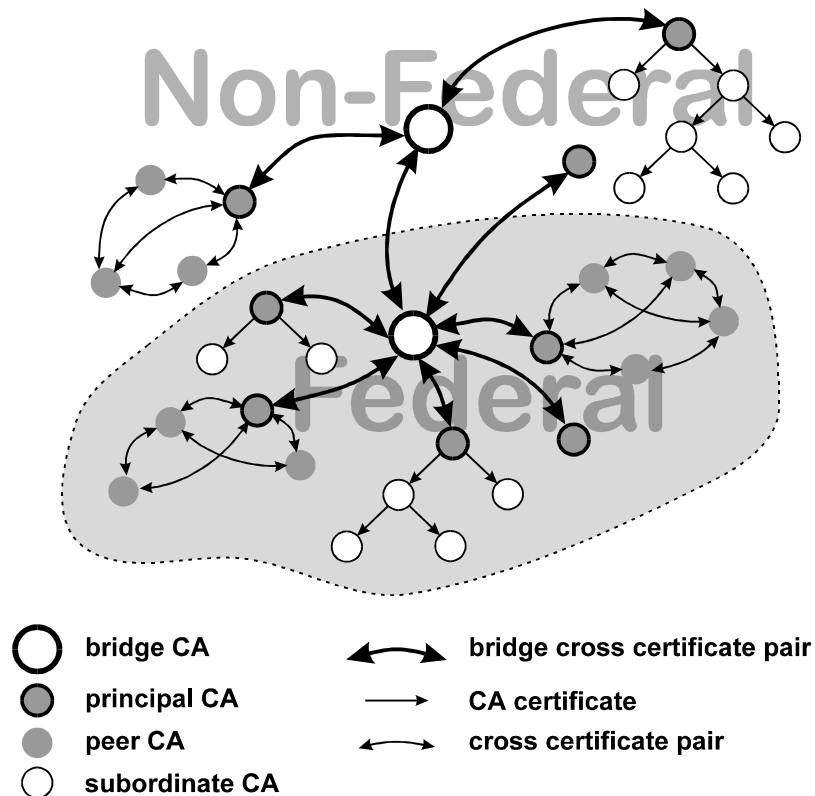 Non-Federal
Federal
bridge CA
bridge cross certificate pair
principal CA
CA certificate
peer CA
cross certificate pair
subordinate CA